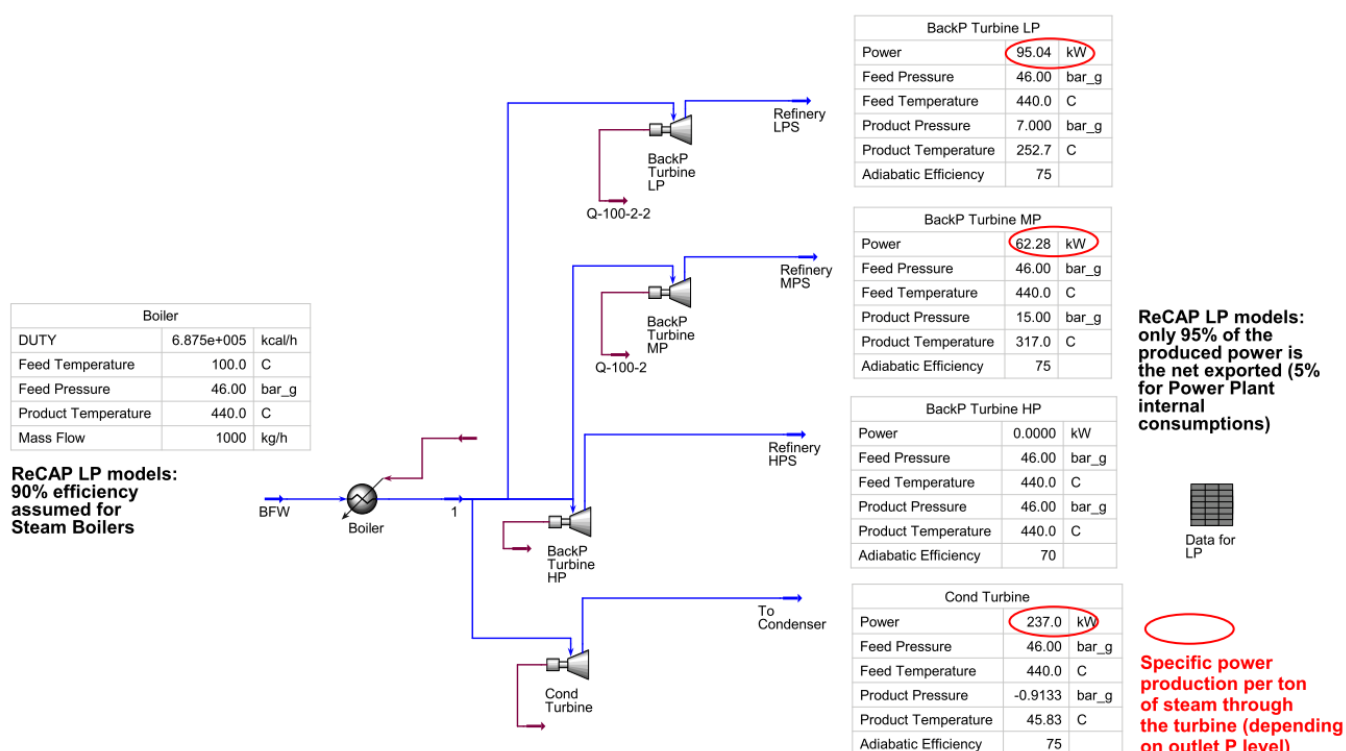 BackP Turbine LP
Power 95.04 kW
Feed Pressure 46.00 bar_g
Feed Temperature 440.0 C
Product Pressure 7.000 bar_g
Product Temperature 252.7 C
Adiabatic Efficiency 75
Refinery
LPS
BackP
Turbine
LP
Q-100-2-2
BackP Turbine MP
Power 62.28 kW
Feed Pressure 46.00 bar_g
Feed Temperature 440.0 C
Product Pressure 15.00 bar_g
Product Temperature 317.0 C
Adiabatic Efficiency 75
Refinery
MPS
BackP
Turbine
MP
Q-100-2
Boiler
DUTY 6.875e+005 kcal/h
Feed Temperature 100.0 C
Feed Pressure 46.00 bar_g
Product Temperature 440.0 C
Mass Flow 1000 kg/h
ReCAP LP models:
90% efficiency
assumed for
Steam Boilers
BFW
Boiler
1
ReCAP LP models:
only 95% of the
produced power is
the net exported (5%
for Power Plant
internal
consumptions)
BackP Turbine HP
Power 0.0000 kW
Feed Pressure 46.00 bar_g
Feed Temperature 440.0 C
Product Pressure 46.00 bar_g
Product Temperature 440.0 C
Adiabatic Efficiency 70
Refinery
HPS
BackP
Turbine
HP
Data for
LP
Cond Turbine
Power 237.0 kW
Feed Pressure 46.00 bar_g
Feed Temperature 440.0 C
Product Pressure -0.9133 bar_g
Product Temperature 45.83 C
Adiabatic Efficiency 75
To
Condenser
Cond
Turbine
Specific power
production per ton
of steam through
the turbine (depending
on outlet P level)